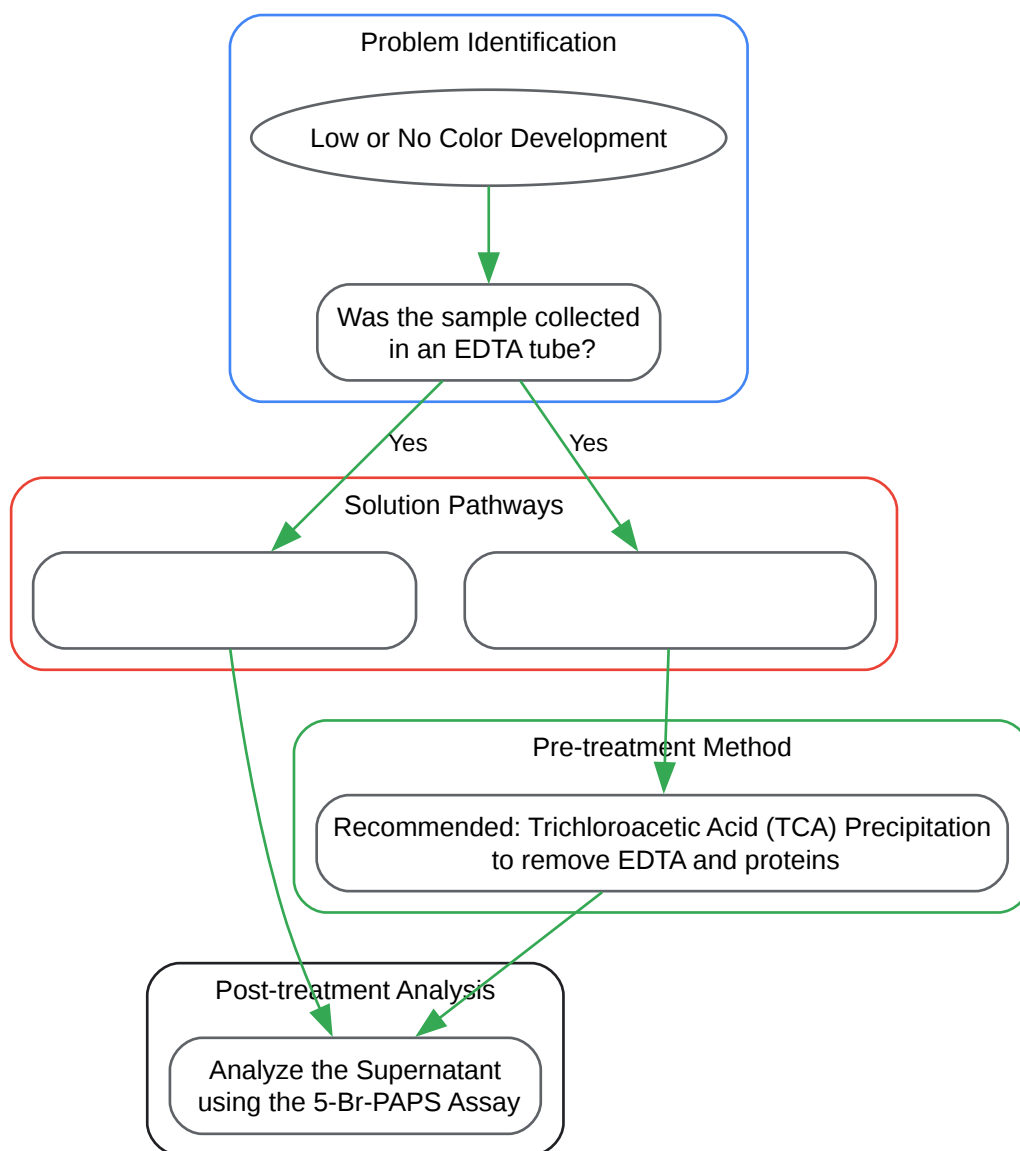 Problem Identification
Low or No Color Development
Was the sample collected
in an EDTA tube?
Yes
Yes
Solution Pathways
Pre-treatment Method
Recommended: Trichloroacetic Acid (TCA) Precipitation
to remove EDTA and proteins
Post-treatment Analysis
Analyze the Supernatant
using the 5-Br-PAPS Assay